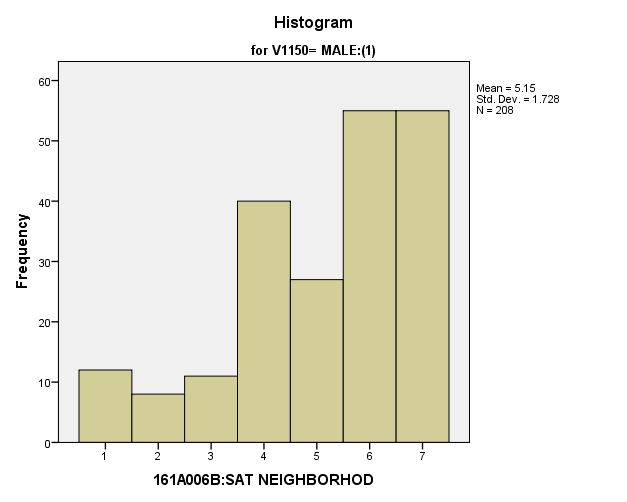 Histogram
for V1150= MALE:(1)
Mean = 5.15
Std. Dev. = 1.728
N = 208
Frequency
60
50
40
30
20
10
0
1 2 3 4 5 6 7
161A006B:SAT NEIGHBORHOD